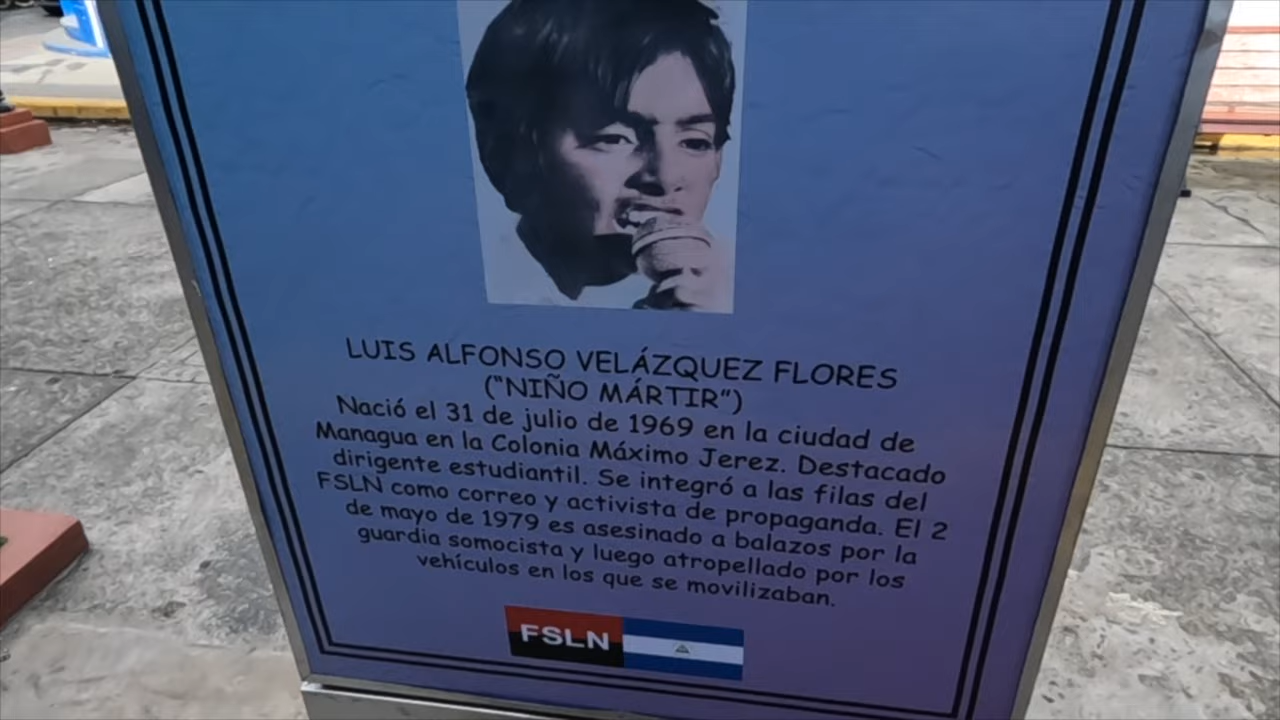 LUIS ALFONSO VELÁZQUEZ FLORES
("NIÑO MÁRTIR")
Nació el 31 de julio de 1969 en la ciudad de
Managua en la Colonia Máximo Jerez. Destacado
dirigente estudiantil. Se integró a las filas del
FSLN como correo y activista de propaganda. El 2
de mayo de 1979 es asesinado a balazos por la
guardia somocista y luego atropellado por los
vehículos en los que se movilizaban.
FSLN